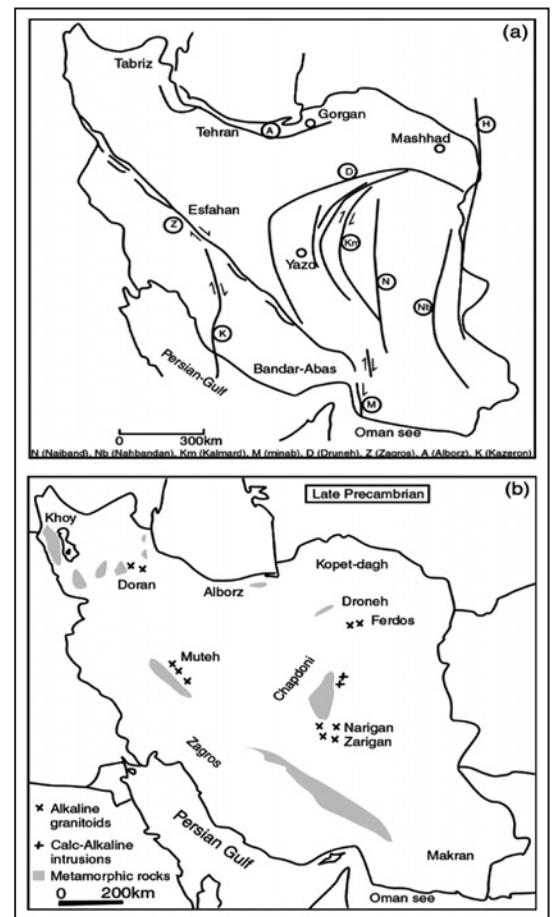 (a)
Tabriz
Gorgan
Tehran
A
Mashhad
H
D
Esfahan
Z
Yazd
Km
N
Nb
K
Persian-Gulf
Bandar-Abas
M
Oman see
0 300km
N (Naiband), Nb (Nahbandan), Km (Kalmard), M (minab), D (Druneh), Z (Zagros), A (Alborz), K (Kazeron)
(b)
Late Precambrian
Khoy
Doran
Alborz
Kopet-dagh
Droneh
Ferdos
Muteh
Chapdoni
Narigan
Zarigan
Zagros
Alkaline
granitoids
Calc-Alkaline
intrusions
Metamorphic rocks
0 200km
Persian Gulf
Makran
Oman see